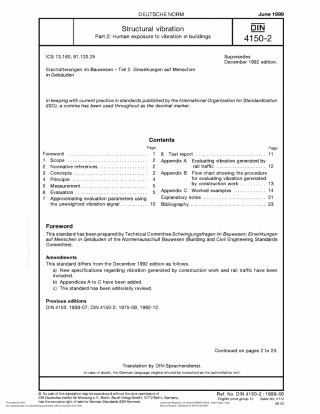 DEUTSCHE NORM
June 1999
Structural vibration
Part 2: Human exposure to vibration in buildings
DIN
4150-2
ICS 13.160; 91.120.25
Supersedes
December 1992 edition.
Erschütterungen im Bauwesen – Teil 2: Einwirkungen auf Menschen
in Gebäuden
In keeping with current practice in standards published by the International Organization for Standardization
(ISO), a comma has been used throughout as the decimal marker.
Contents
Page
Foreword 1
1 Scope 2
2 Normative references 2
3 Concepts 2
4 Principle 4
5 Measurement 5
6 Evaluation 5
7 Approximating evaluation parameters using
the unweighted vibration signal 10
Page
8 Test report 11
Appendix A Evaluating vibration generated by
rail traffic 12
Appendix B Flow chart showing the procedure
for evaluating vibration generated
by construction work 13
Appendix C Worked examples 14
Explanatory notes 21
Bibliography 23
Foreword
This standard has been prepared by Technical Committee Schwingungsfragen im Bauwesen; Einwirkungen
auf Menschen in Gebäuden of the Normenausschuß Bauwesen (Building and Civil Engineering Standards
Committee).
Amendments
This standard differs from the December 1992 edition as follows.
a) New specifications regarding vibration generated by construction work and rail traffic have been
included.
b) Appendices A to C have been added.
c) The standard has been editorially revised.
Previous editions
DIN 4150: 1939-07; DIN 4150-2: 1975-09, 1992-12.
Continued on pages 2 to 23.
Translation by DIN-Sprachendienst.
In case of doubt, the German-language original should be consulted as the authoritative text.
© No part of this translation may be reproduced without the prior permission of
DIN Deutsches Institut für Normung e.V., Berlin. Beuth Verlag GmbH, 10772 Berlin, Germany,
has the exclusive right of sale for German Standards (DIN-Normen).
Ref. No. DIN 4150-2 : 1999-06
English price group 12 Sales No. 0112